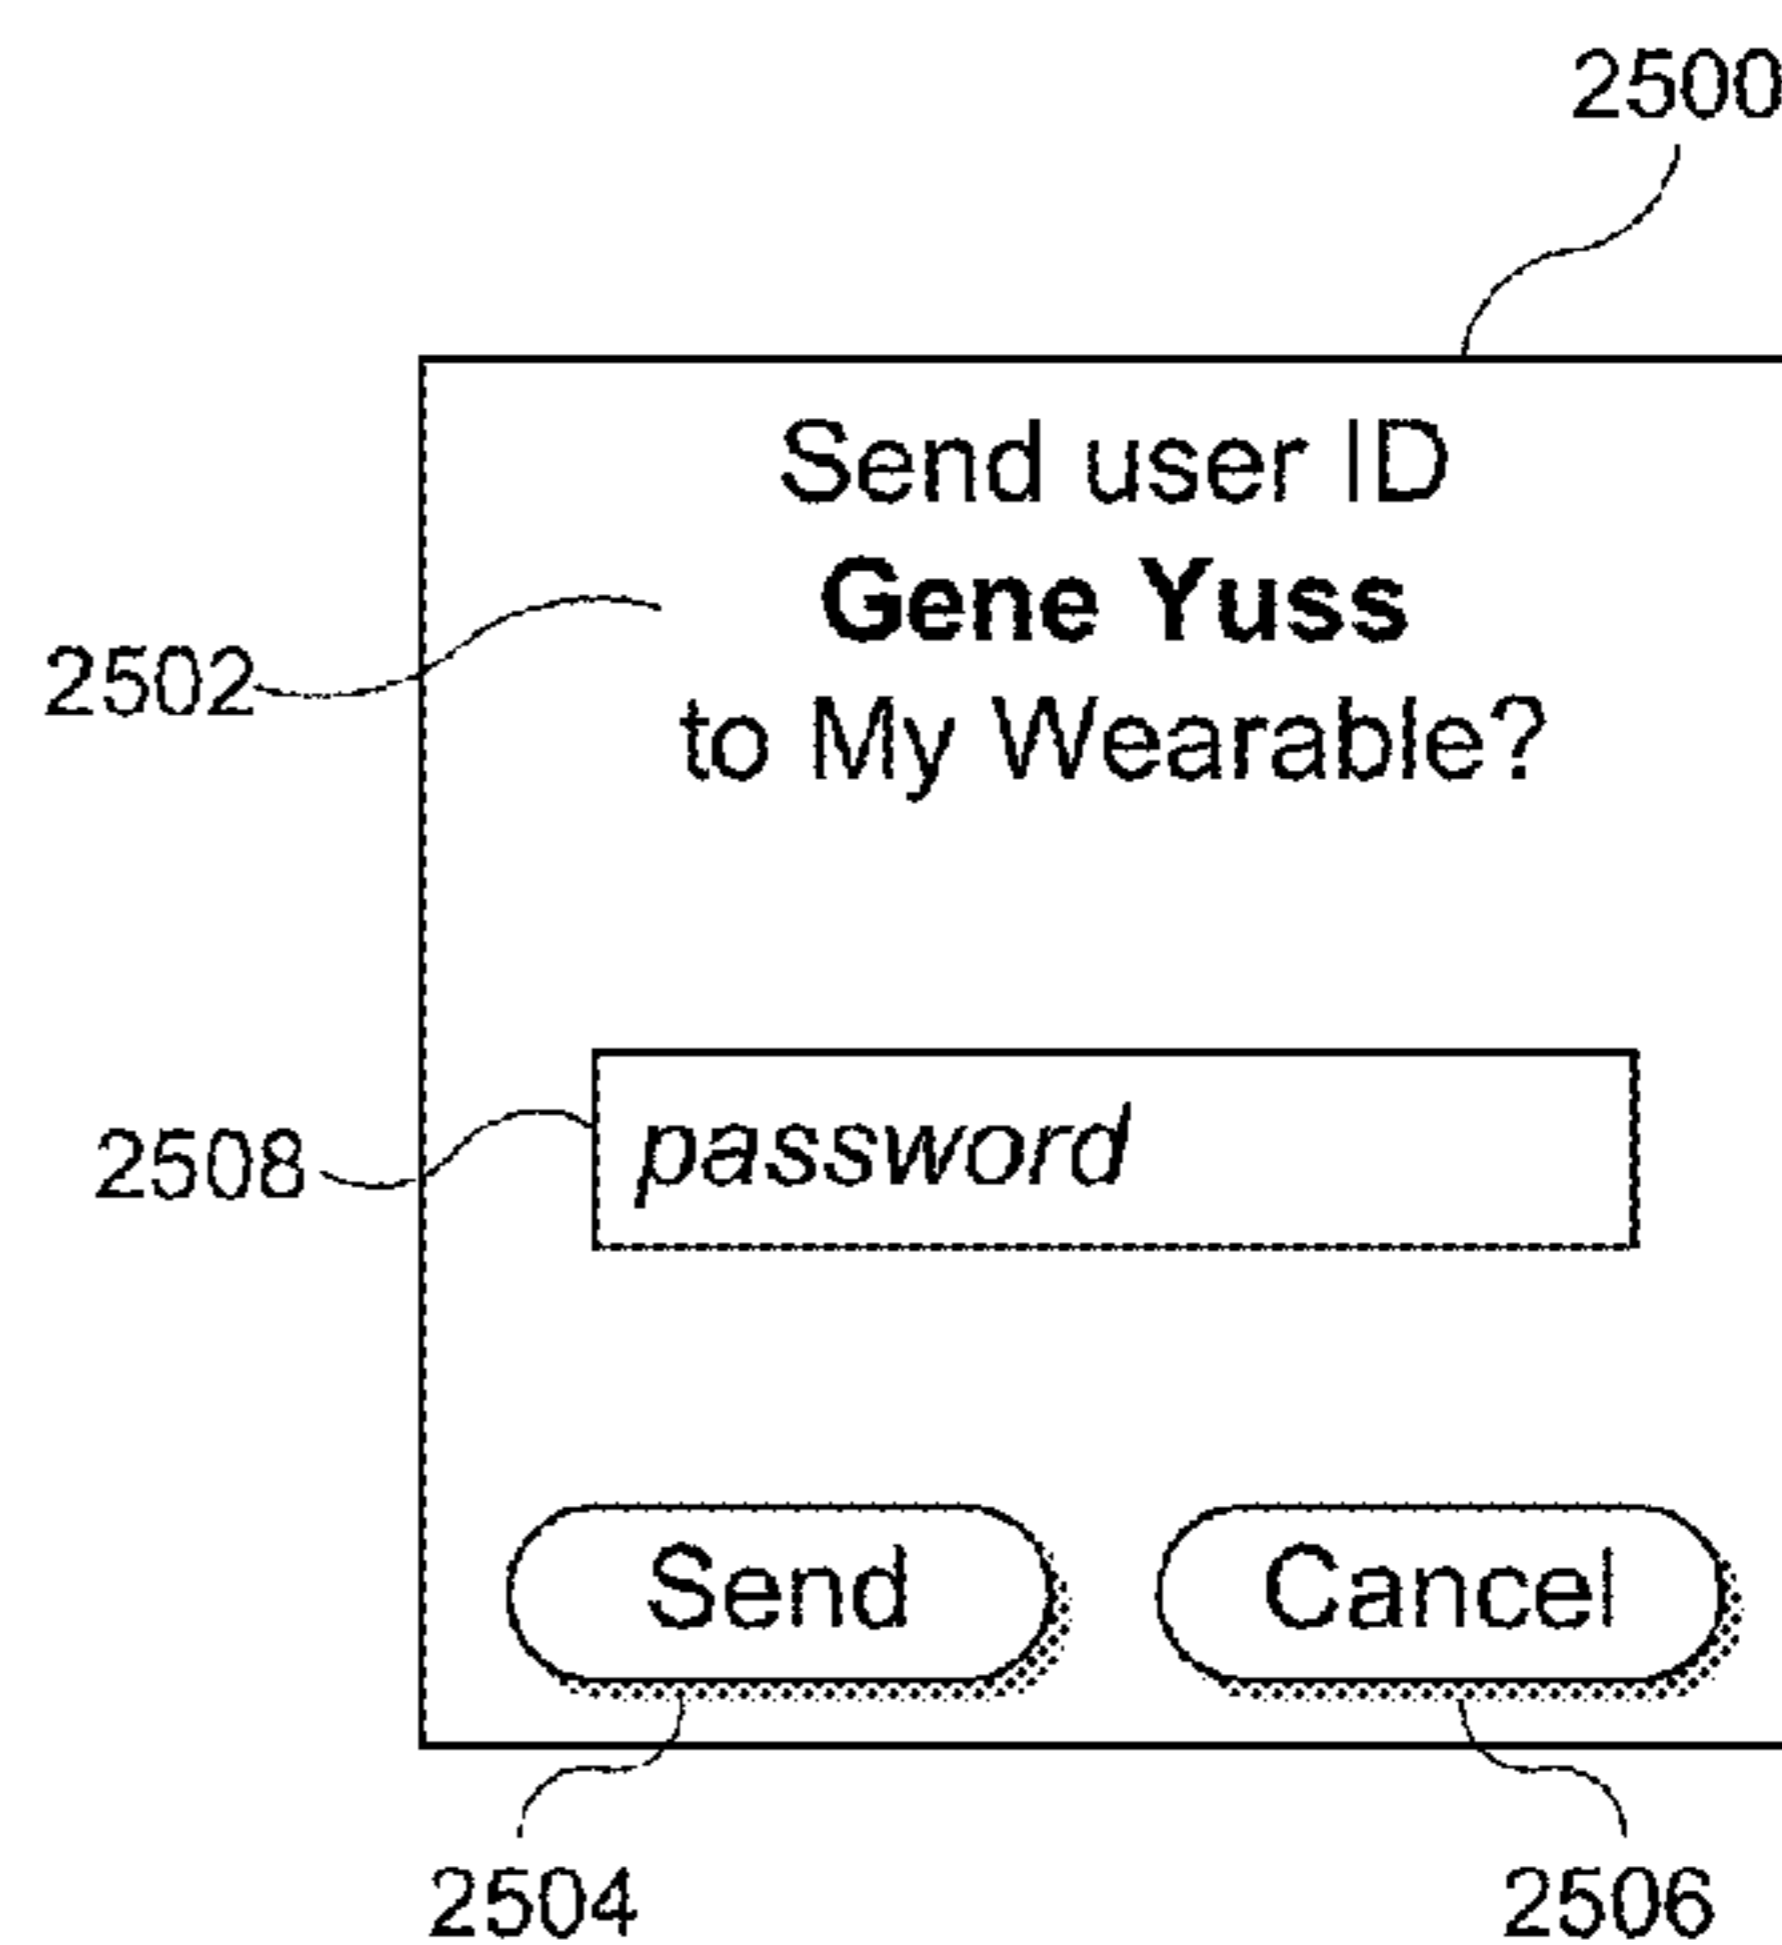 2500
Send user ID
Gene Yuss
2502
to My Wearable?
2508
password
Send
Cancel
2504
2506